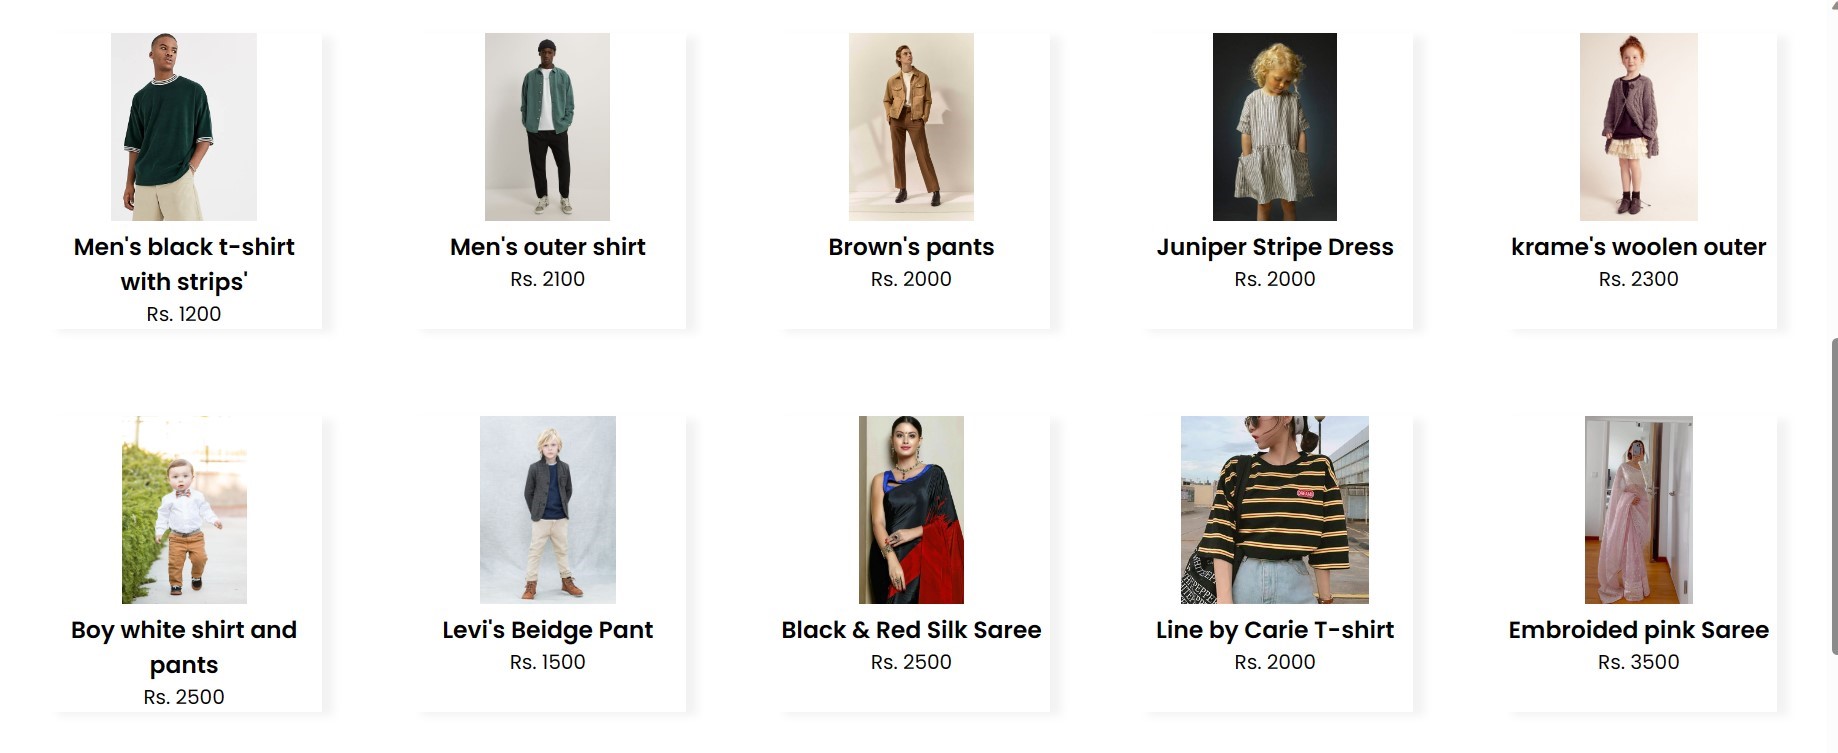 Men's black t-shirt
with strips'
Rs. 1200
Men's outer shirt
Rs. 2100
Brown's pants
Rs. 2000
Juniper Stripe Dress
Rs. 2000
krame's woolen outer
Rs. 2300
Boy white shirt and
pants
Rs. 2500
Levi's Beidge Pant
Rs. 1500
Black & Red Silk Saree
Rs. 2500
Line by Carie T-shirt
Rs. 2000
Embroided pink Saree
Rs. 3500